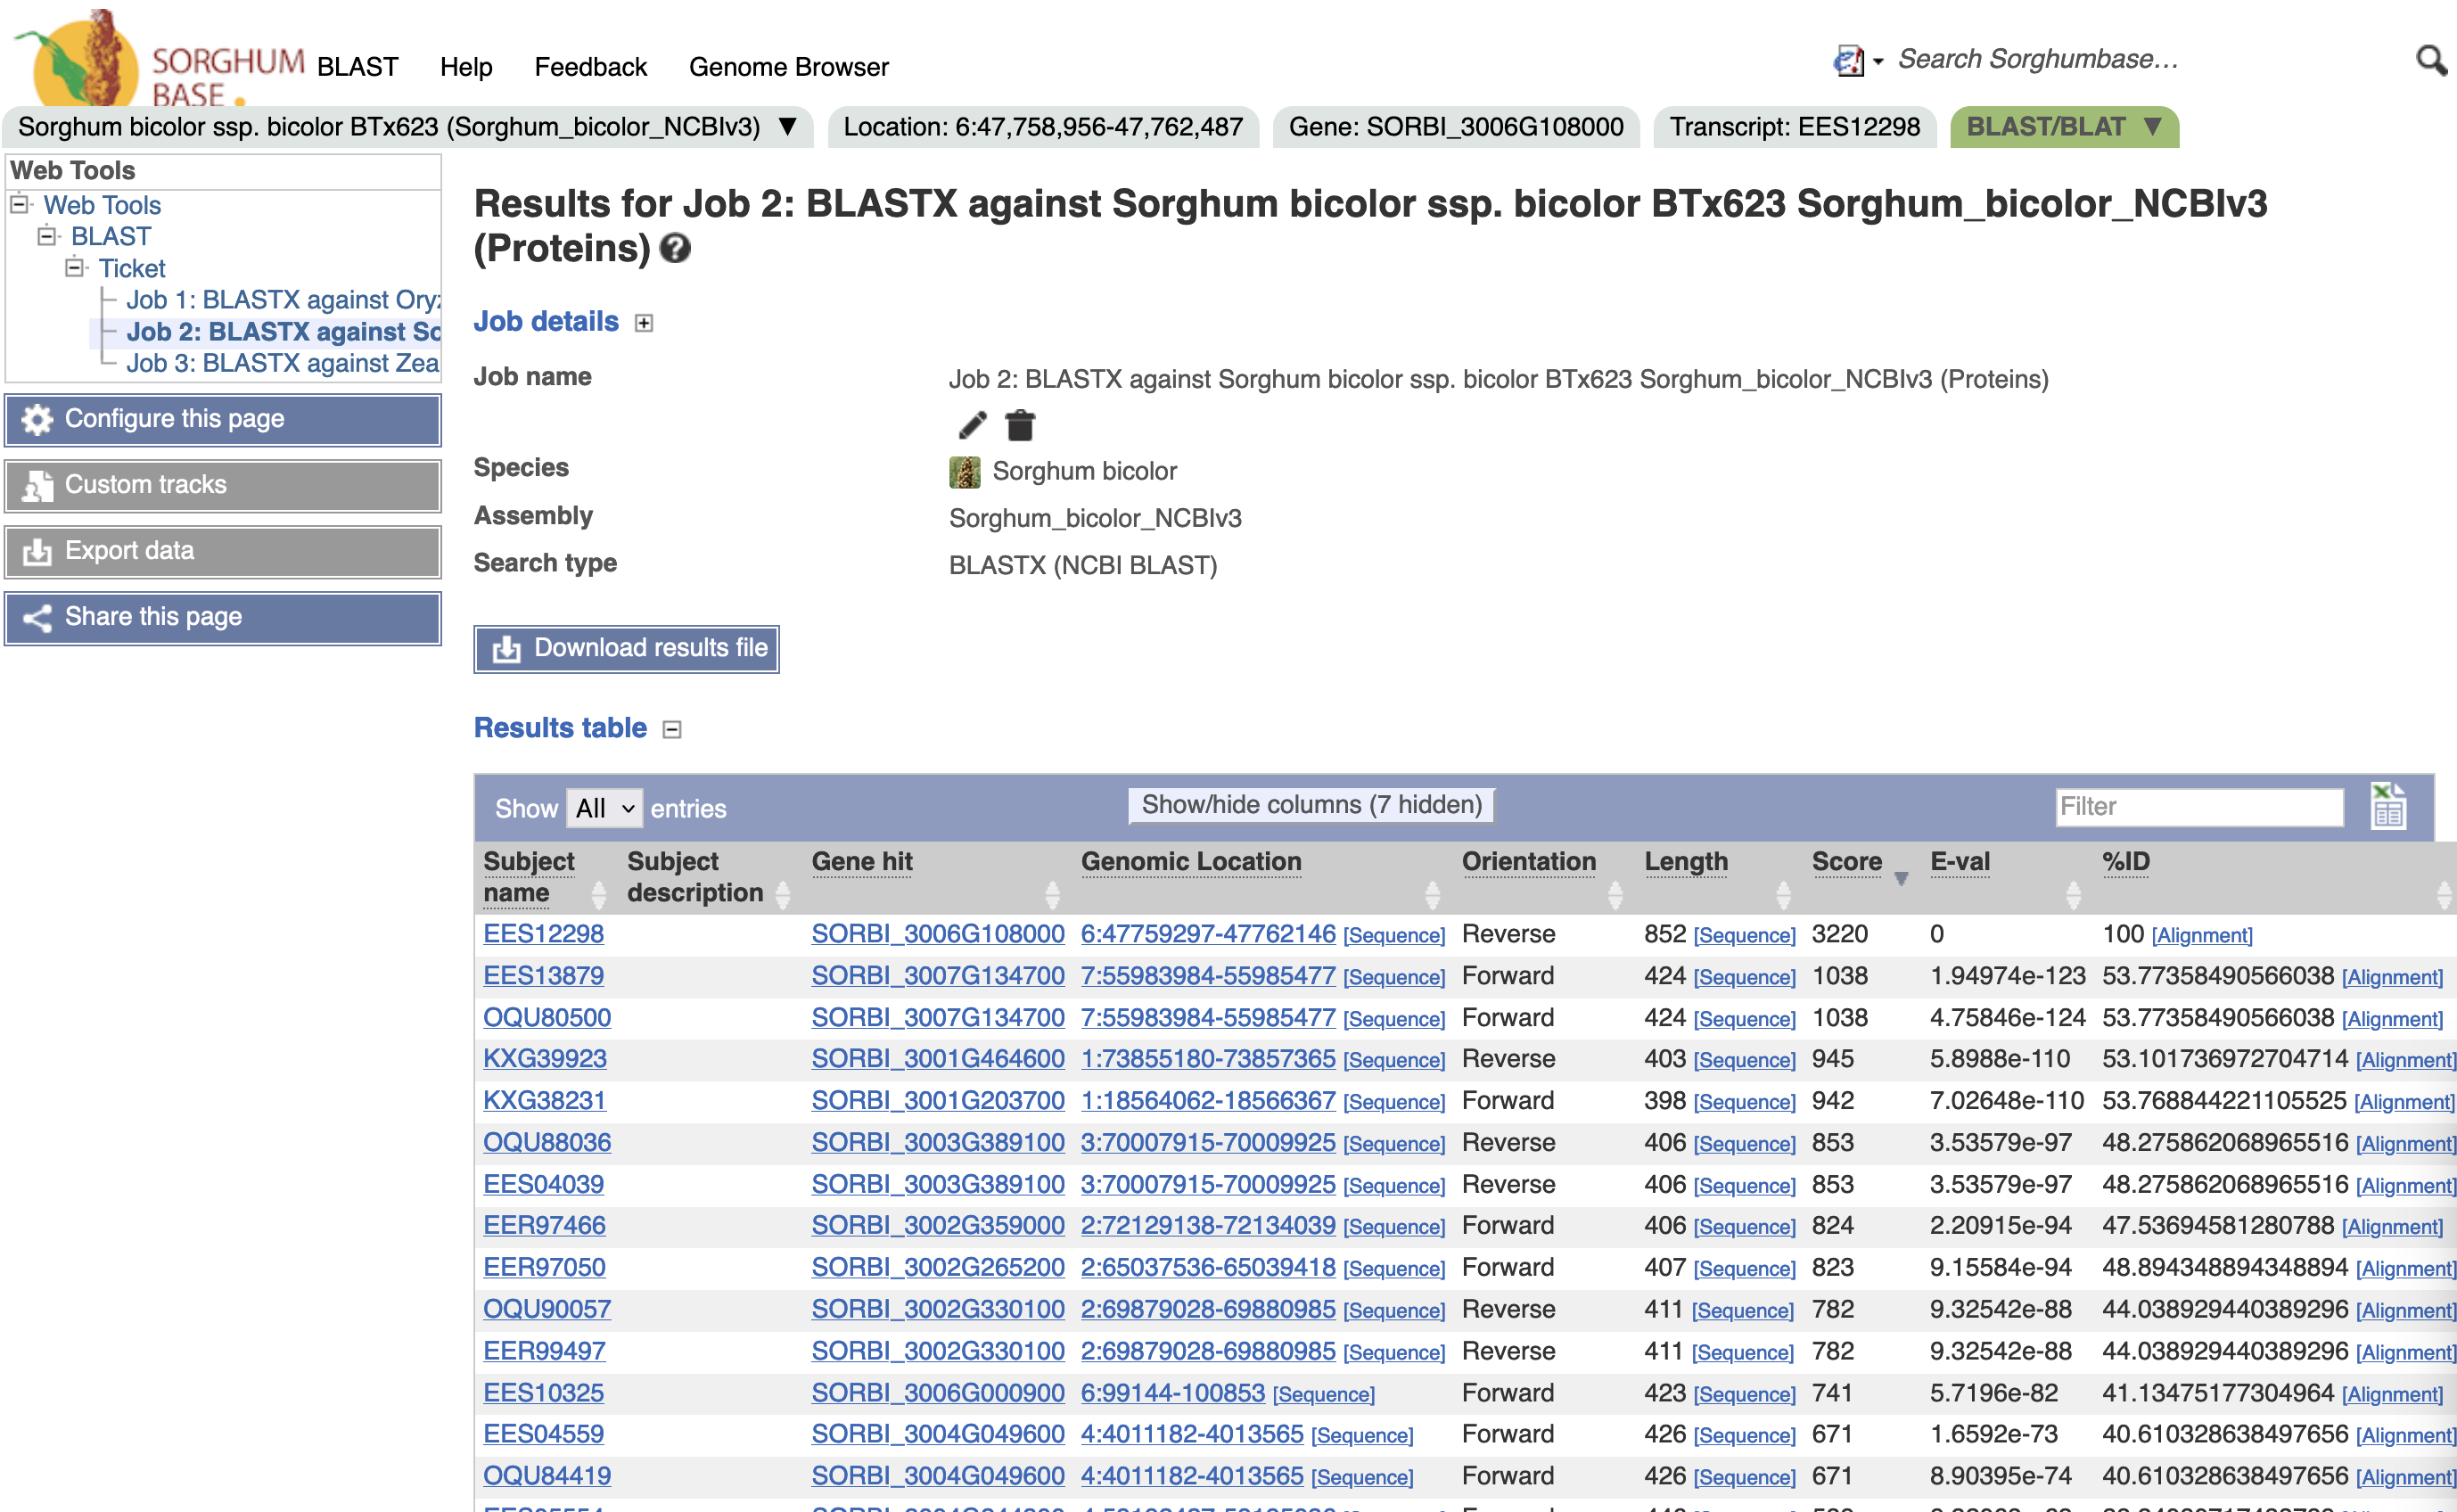 SORGHUM
BASE
BLAST Help Feedback Genome Browser
Search Sorghumbase…
Sorghum bicolor ssp. bicolor BTx623 (Sorghum_bicolor_NCBIv3) ▼ Location: 6:47,758,956-47,762,487 Gene: SORBI_3006G108000 Transcript: EES12298 BLAST/BLAT ▼
Web Tools
Web Tools
BLAST
Ticket
Job 1: BLASTX against Ory
Job 2: BLASTX against So
Job 3: BLASTX against Zea
Configure this page
Custom tracks
Export data
Share this page
Results for Job 2: BLASTX against Sorghum bicolor ssp. bicolor BTx623 Sorghum_bicolor_NCBIv3
(Proteins)
Job details
Job name Job 2: BLASTX against Sorghum bicolor ssp. bicolor BTx623 Sorghum_bicolor_NCBIv3 (Proteins)
Species Sorghum bicolor
Assembly Sorghum_bicolor_NCBIv3
Search type BLASTX (NCBI BLAST)
Download results file
Results table
Show All entries Show/hide columns (7 hidden) Filter
Subject name Subject description Gene hit Genomic Location Orientation Length Score E-val %ID
EES12298 SORBI_3006G108000 6:47759297-47762146 [Sequence] Reverse 852 [Sequence] 3220 0 100 [Alignment]
EES13879 SORBI_3007G134700 7:55983984-55985477 [Sequence] Forward 424 [Sequence] 1038 1.94974e-123 53.77358490566038 [Alignment]
OQU80500 SORBI_3007G134700 7:55983984-55985477 [Sequence] Forward 424 [Sequence] 1038 4.75846e-124 53.77358490566038 [Alignment]
KXG39923 SORBI_3001G464600 1:73855180-73857365 [Sequence] Reverse 403 [Sequence] 945 5.8988e-110 53.101736972704714 [Alignment]
KXG38231 SORBI_3001G203700 1:18564062-18566367 [Sequence] Forward 398 [Sequence] 942 7.02648e-110 53.768844221105525 [Alignment]
OQU88036 SORBI_3003G389100 3:70007915-70009925 [Sequence] Reverse 406 [Sequence] 853 3.53579e-97 48.275862068965516 [Alignment]
EES04039 SORBI_3003G389100 3:70007915-70009925 [Sequence] Reverse 406 [Sequence] 853 3.53579e-97 48.275862068965516 [Alignment]
EER97466 SORBI_3002G359000 2:72129138-72134039 [Sequence] Forward 406 [Sequence] 824 2.20915e-94 47.53694581280788 [Alignment]
EER97050 SORBI_3002G265200 2:65037536-65039418 [Sequence] Forward 407 [Sequence] 823 9.15584e-94 48.894348894348894 [Alignment]
OQU90057 SORBI_3002G330100 2:69879028-69880985 [Sequence] Reverse 411 [Sequence] 782 9.32542e-88 44.038929440389296 [Alignment]
EER99497 SORBI_3002G330100 2:69879028-69880985 [Sequence] Reverse 411 [Sequence] 782 9.32542e-88 44.038929440389296 [Alignment]
EES10325 SORBI_3006G000900 6:99144-100853 [Sequence] Forward 423 [Sequence] 741 5.7196e-82 41.13475177304964 [Alignment]
EES04559 SORBI_3004G049600 4:4011182-4013565 [Sequence] Forward 426 [Sequence] 671 1.6592e-73 40.610328638497656 [Alignment]
OQU84419 SORBI_3004G049600 4:4011182-4013565 [Sequence] Forward 426 [Sequence] 671 8.90395e-74 40.610328638497656 [Alignment]